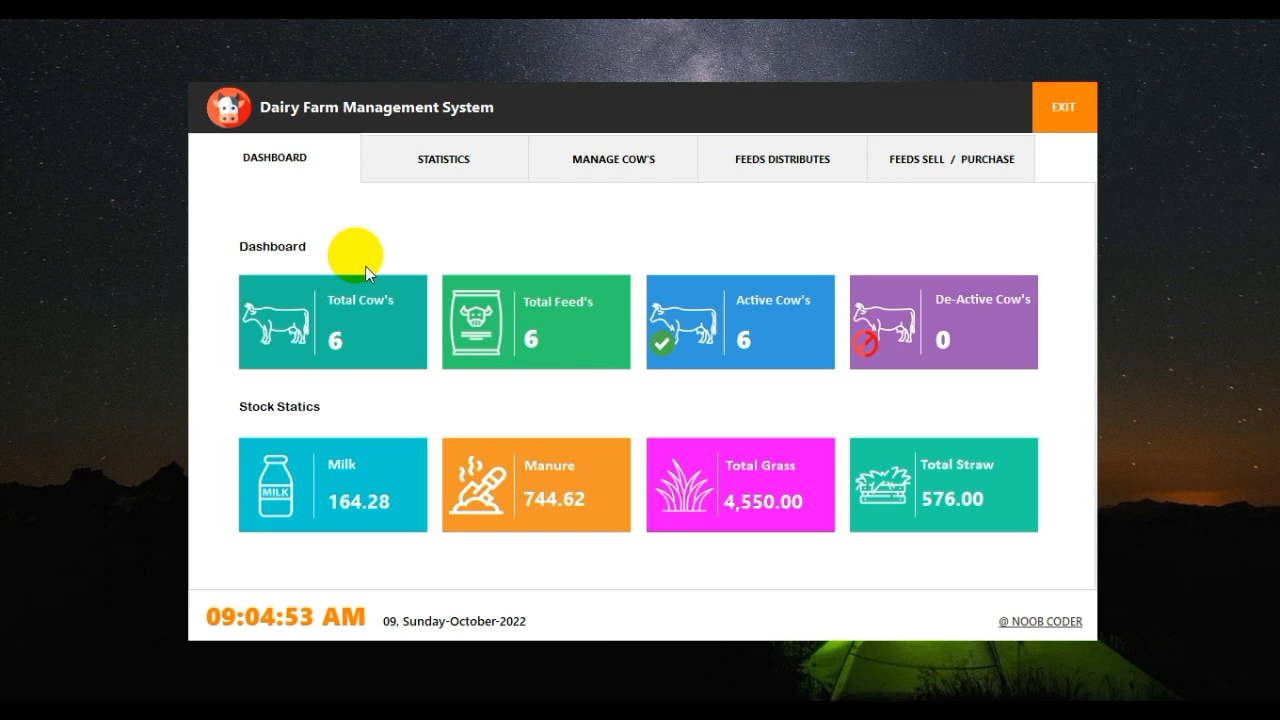 Dairy Farm Management System
EXIT
DASHBOARD
STATISTICS
MANAGE COW'S
FEEDS DISTRIBUTES
FEEDS SELL / PURCHASE
Dashboard
Total Cow's
6
Total Feed's
6
Active Cow's
6
De-Active Cow's
0
Stock Statics
MILK
Milk
164.28
Manure
744.62
Total Grass
4,550.00
Total Straw
576.00
09:04:53 AM
09, Sunday-October-2022
@ NOOB CODER